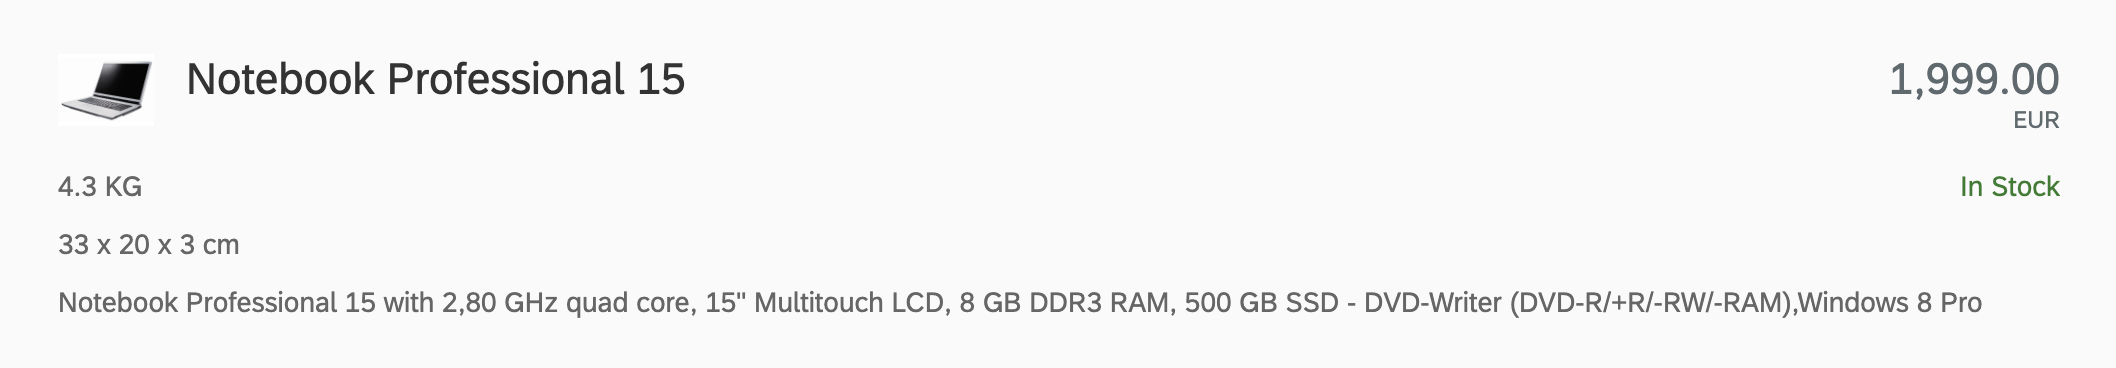 Notebook Professional 15
1,999.00
EUR
4.3 KG
In Stock
33 x 20 x 3 cm
Notebook Professional 15 with 2,80 GHz quad core, 15" Multitouch LCD, 8 GB DDR3 RAM, 500 GB SSD - DVD-Writer (DVD-R/+R/-RW/-RAM),Windows 8 Pro